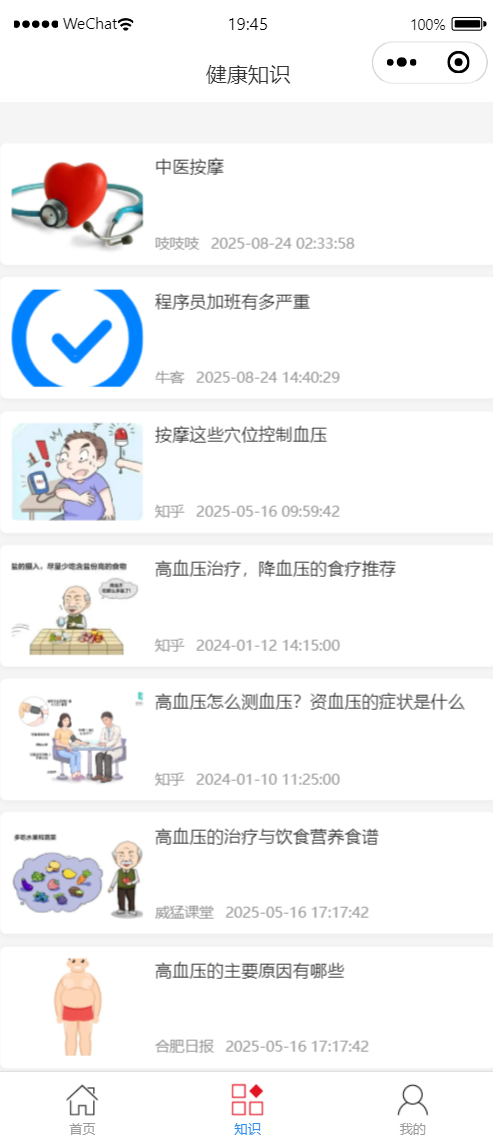 WeChat 19:45 100%
健康知识
中医按摩
吱吱吱 2025-08-24 02:33:58
程序员加班有多严重
牛客 2025-08-24 14:40:29
按摩这些穴位控制血压
知乎 2025-05-16 09:59:42
盐的摄入，尽量少吃含盐份高的食物
高血压治疗，降血压的食疗推荐
知乎 2024-01-12 14:15:00
高血压怎么测血压？资血压的症状是什么
知乎 2024-01-10 11:25:00
多吃水果和蔬菜
高血压的治疗与饮食营养食谱
威猛课堂 2025-05-16 17:17:42
高血压的主要原因有哪些
合肥日报 2025-05-16 17:17:42
首页 知识 我的